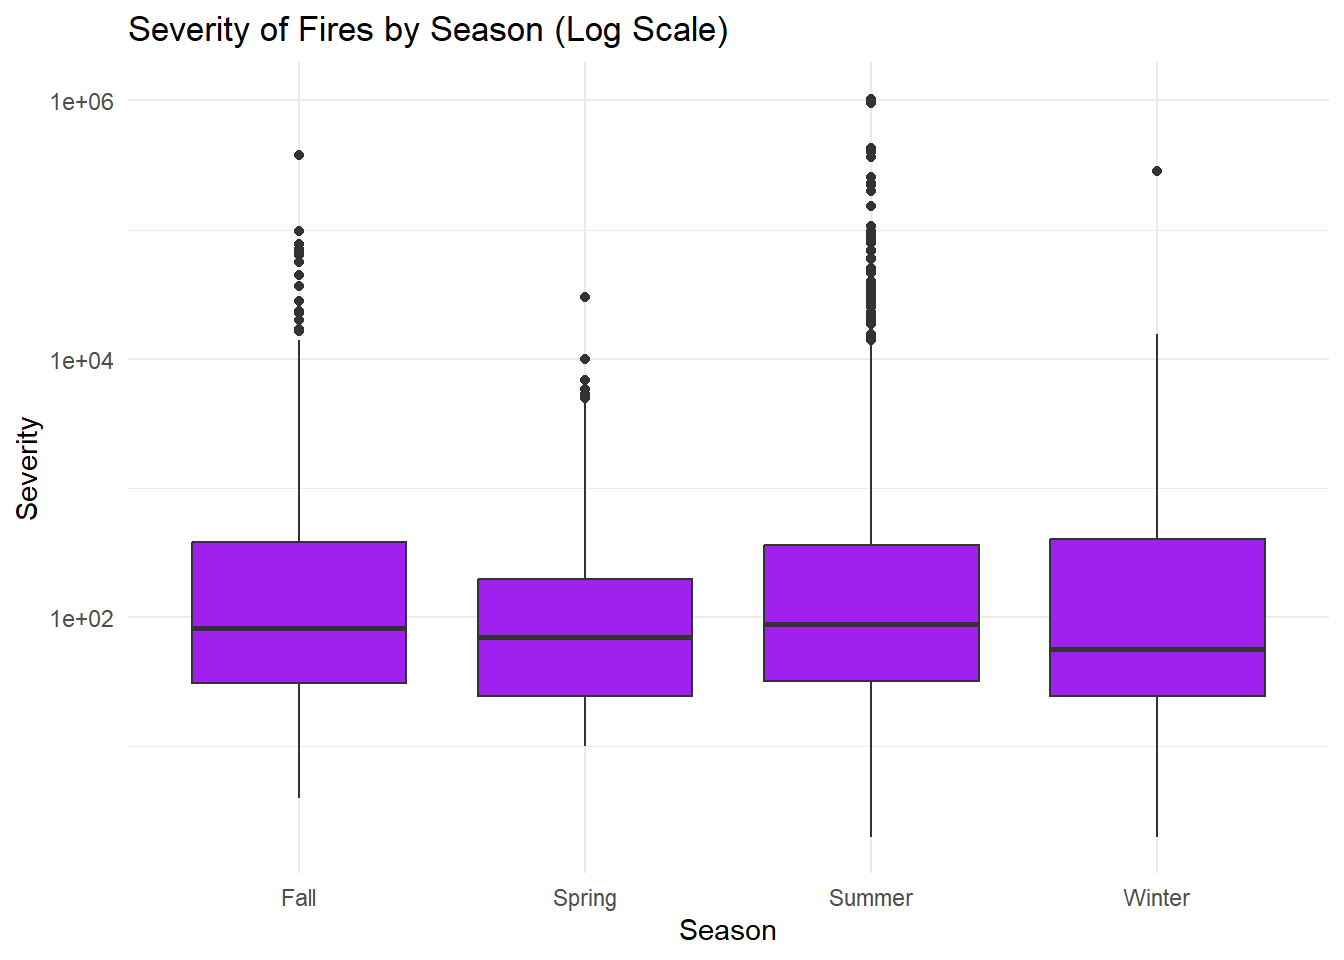 Severity of Fires by Season (Log Scale)
1e+06
1e+04
1e+02
Severity
Fall
Spring
Summer
Winter
Season